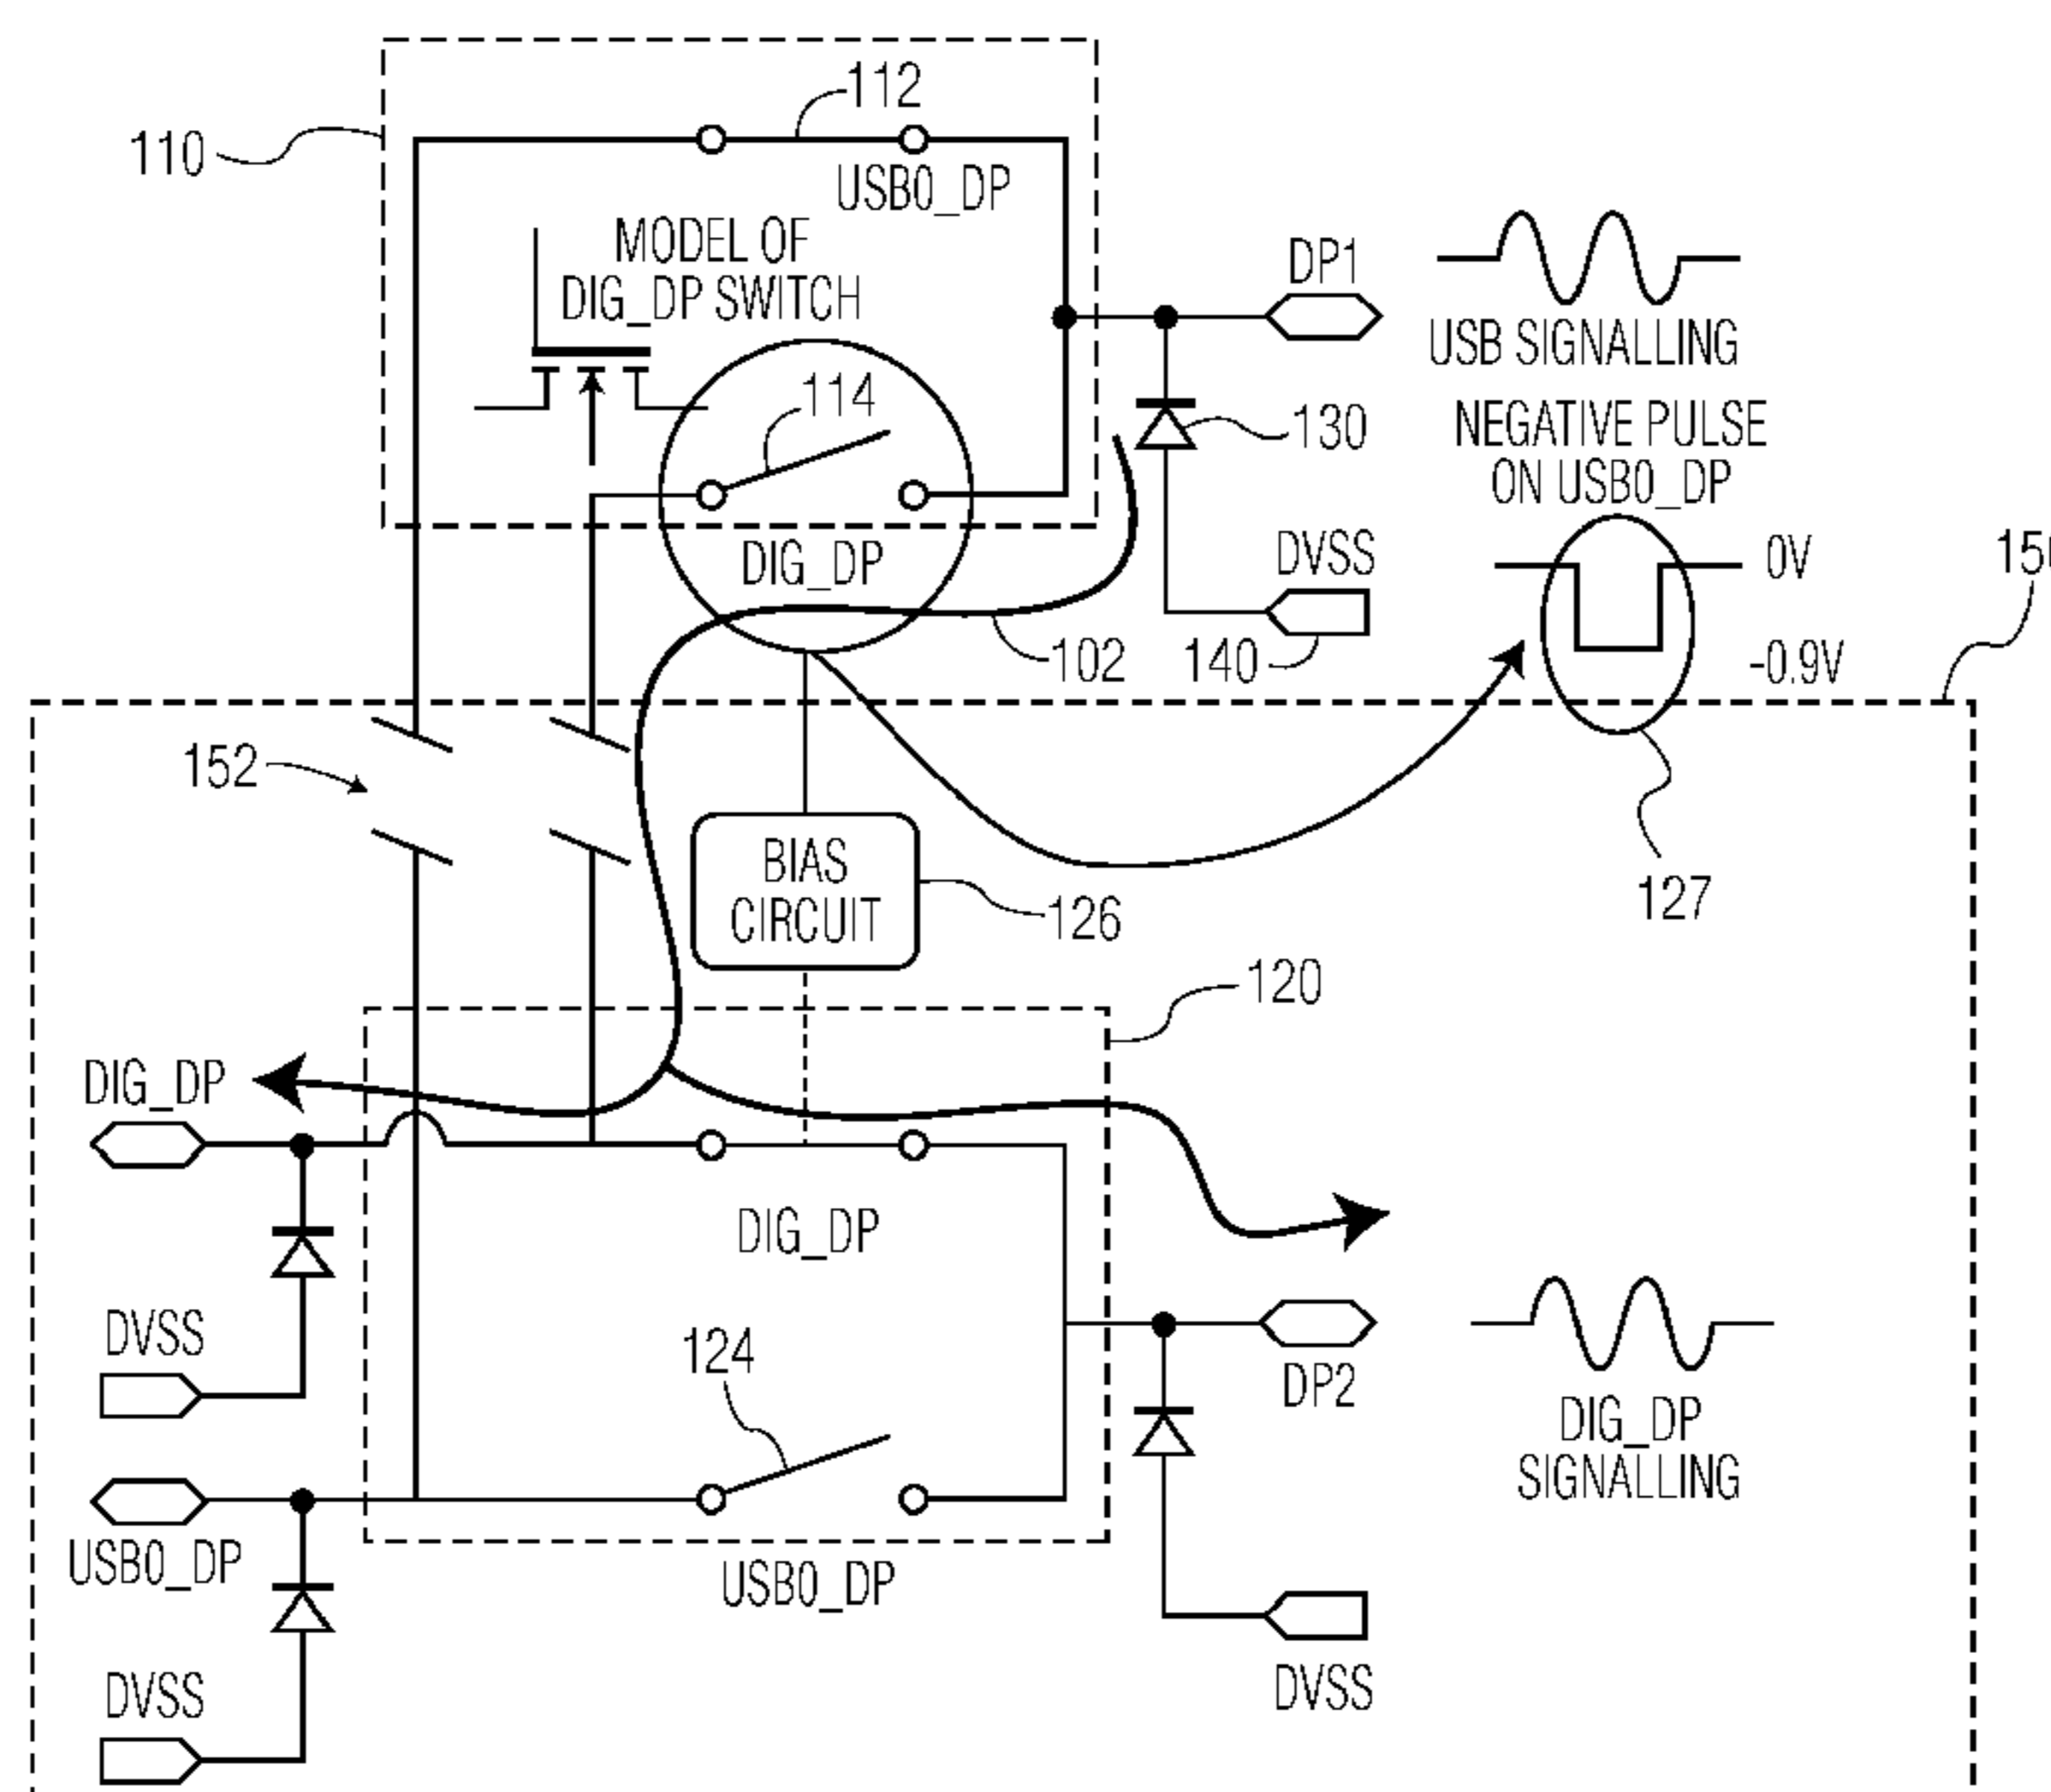 112
110
USB0_DP
MODEL OF
DIG_DP SWITCH
DP1
USB SIGNALLING
114
130
NEGATIVE PULSE
ON USB0_DP
DIG_DP
DVSS
0V
102
140
-0.9V
152
BIAS
CIRCUIT
126
127
120
DIG_DP
DIG_DP
DVSS
124
DP2
DIG_DP
SIGNALLING
USB0_DP
USB0_DP
DVSS
DVSS